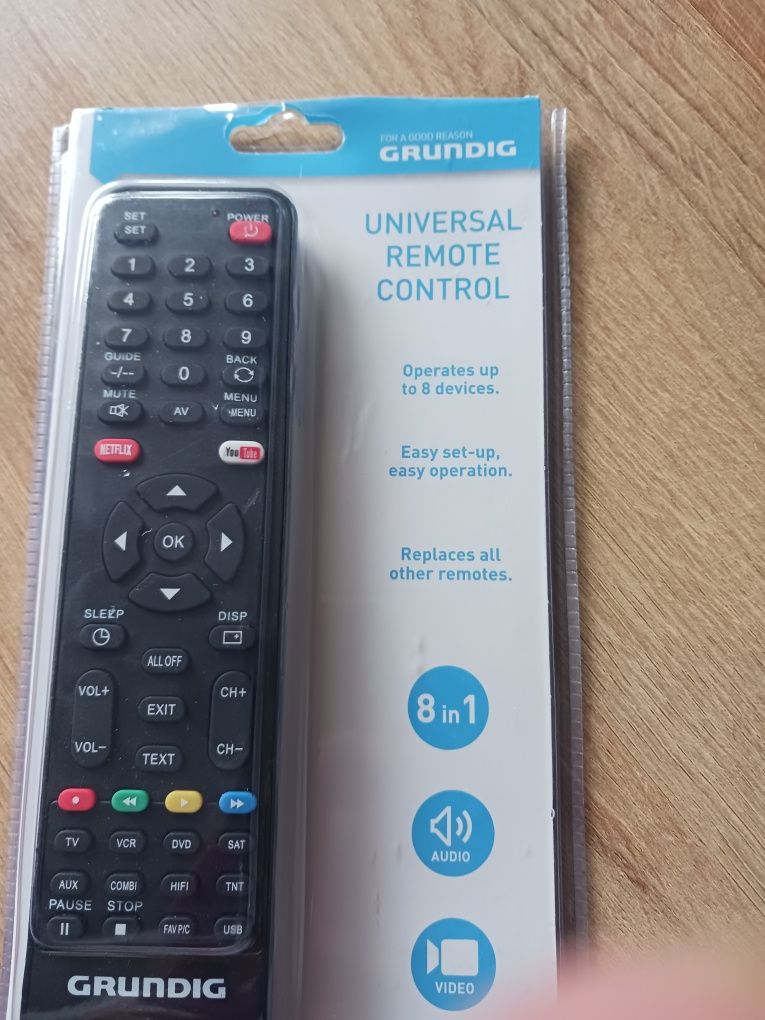 FOR A GOOD REASON
GRUNDIG
UNIVERSAL
REMOTE
CONTROL
Operates up
to 8 devices.
Easy set-up,
easy operation.
Replaces all
other remotes.
8 in 1
AUDIO
VIDEO
SET POWER
SET
1 2 3
4 5 6
7 8 9
GUIDE BACK
-/-- 0
MUTE MENU
AV MENU
NETFLIX YouTube
OK
SLEEP DISP
ALL OFF
VOL+ CH+
EXIT
VOL- CH-
TEXT
TV VCR DVD SAT
AUX COMBI HIFI TNT
PAUSE STOP
FAV P/C USB
GRUNDIG